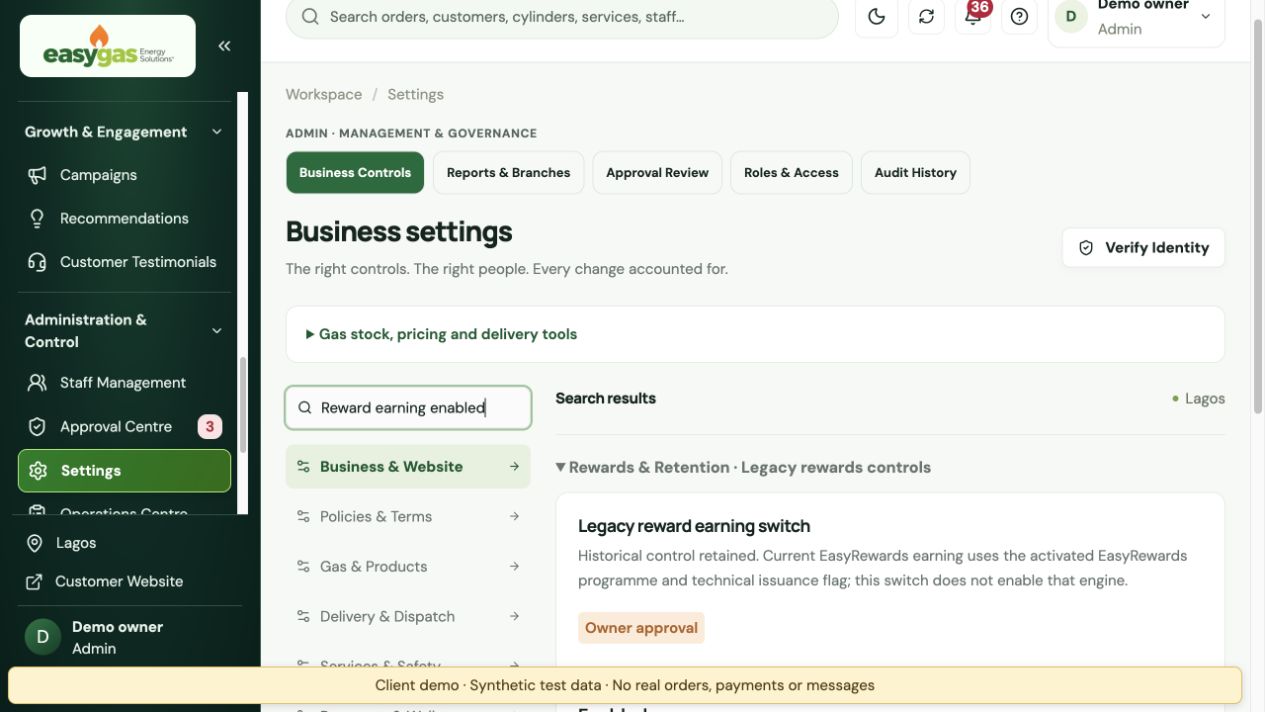 easygas Energy Solutions
Growth & Engagement
Campaigns
Recommendations
Customer Testimonials
Administration &
Control
Staff Management
Approval Centre 3
Settings
Operations Centre
Lagos
Customer Website
D
Demo owner
Admin
Search orders, customers, cylinders, services, staff...
36
D
Demo owner
Admin
Workspace / Settings
ADMIN · MANAGEMENT & GOVERNANCE
Business Controls
Reports & Branches
Approval Review
Roles & Access
Audit History
Business settings
The right controls. The right people. Every change accounted for.
Verify Identity
Gas stock, pricing and delivery tools
Reward earning enabled
Business & Website
Policies & Terms
Gas & Products
Delivery & Dispatch
Services & Safety
Search results
Lagos
Rewards & Retention · Legacy rewards controls
Legacy reward earning switch
Historical control retained. Current EasyRewards earning uses the activated EasyRewards
programme and technical issuance flag; this switch does not enable that engine.
Owner approval
Client demo · Synthetic test data · No real orders, payments or messages